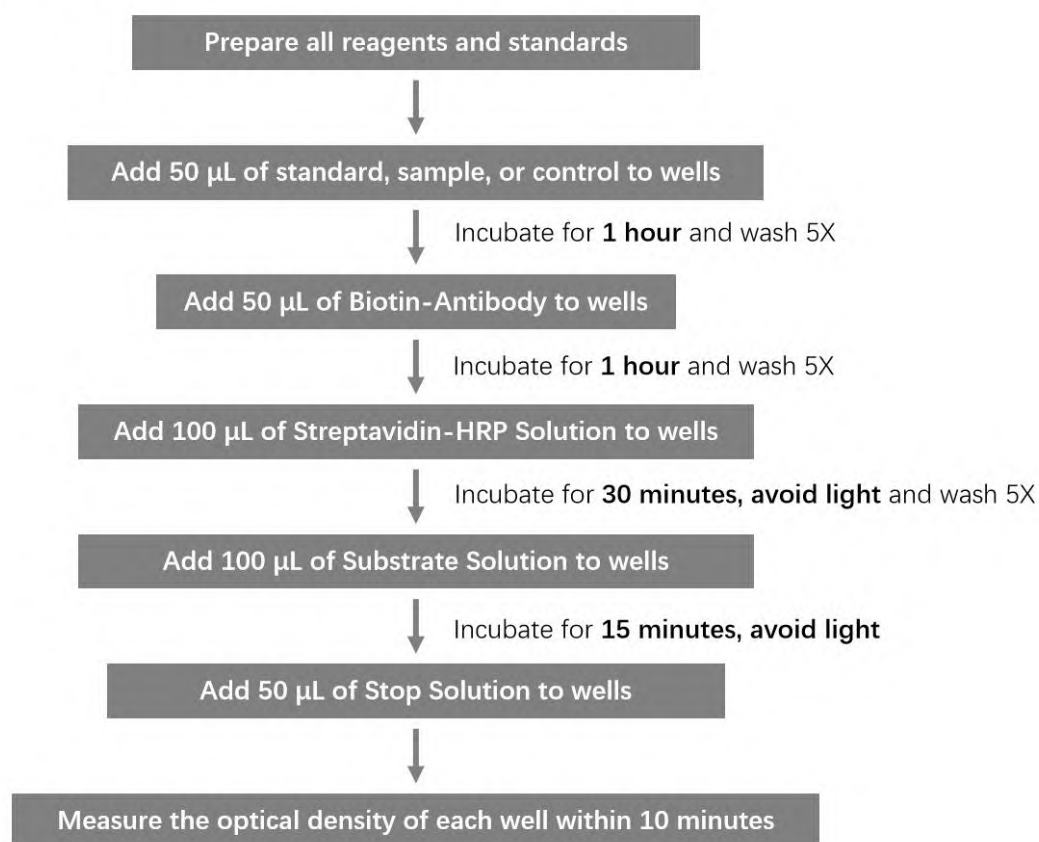 Prepare all reagents and standards
Add 50 µL of standard, sample, or control to wells
Incubate for 1 hour and wash 5X
Add 50 µL of Biotin-Antibody to wells
Incubate for 1 hour and wash 5X
Add 100 µL of Streptavidin-HRP Solution to wells
Incubate for 30 minutes, avoid light and wash 5X
Add 100 µL of Substrate Solution to wells
Incubate for 15 minutes, avoid light
Add 50 µL of Stop Solution to wells
Measure the optical density of each well within 10 minutes